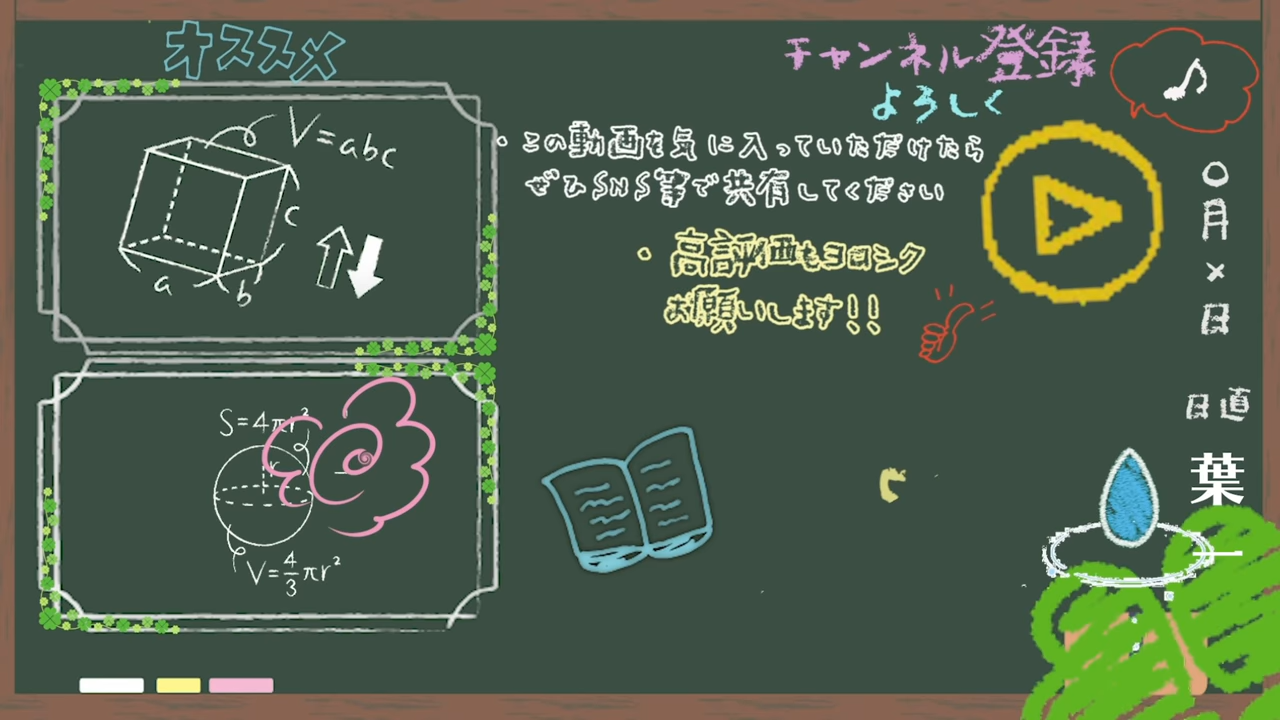 オススメ
V=abc
c
a
b
S=4πr²
r
V=4/3πr²
チャンネル登録
よろしく
・この動画を気に入っていただけたら
ぜひSNS等で共有してください
・高評価もヨロシク
お願いします!!
〇月×日
日直
葉一